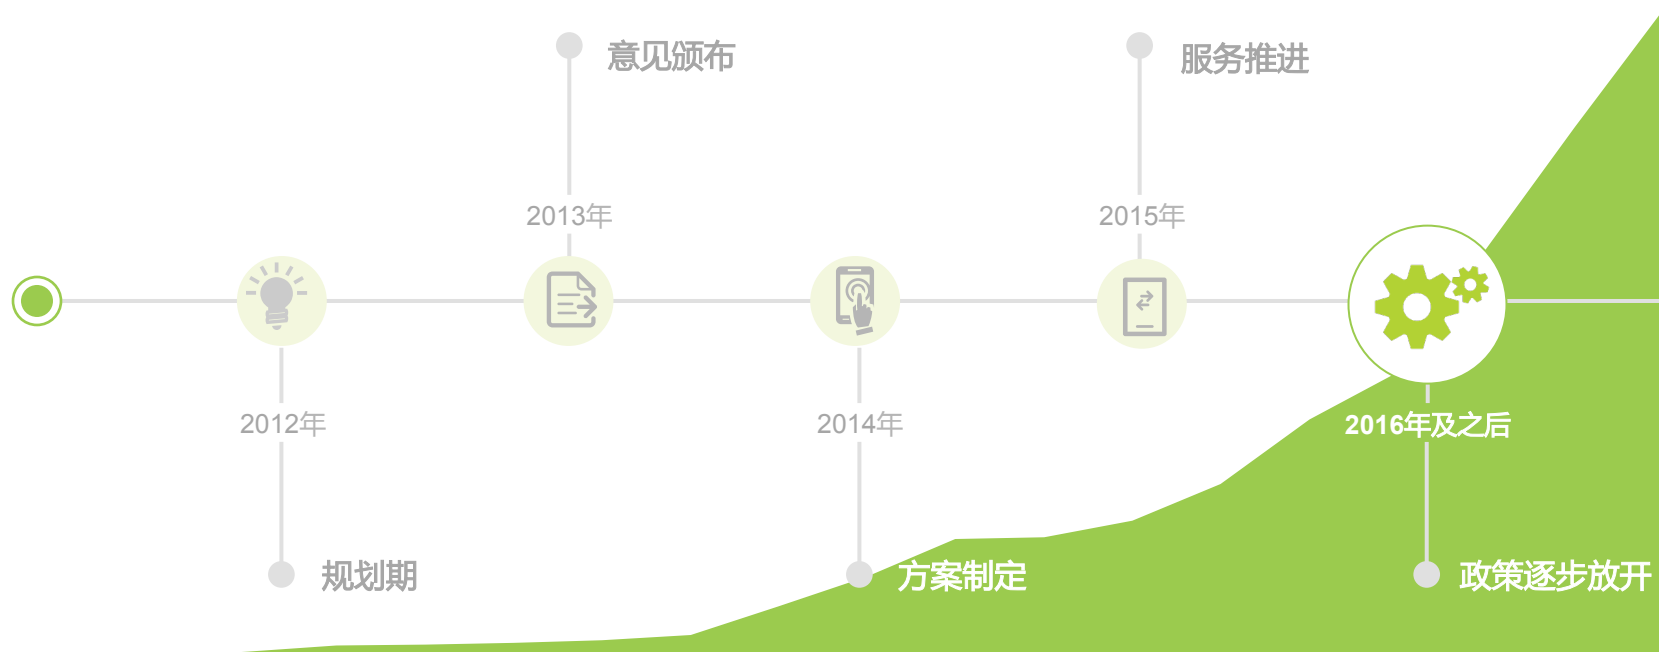 意见颁布
服务推进
2013年
2015年
2012年
2014年
2016年及之后
规划期
方案制定
政策逐步放开